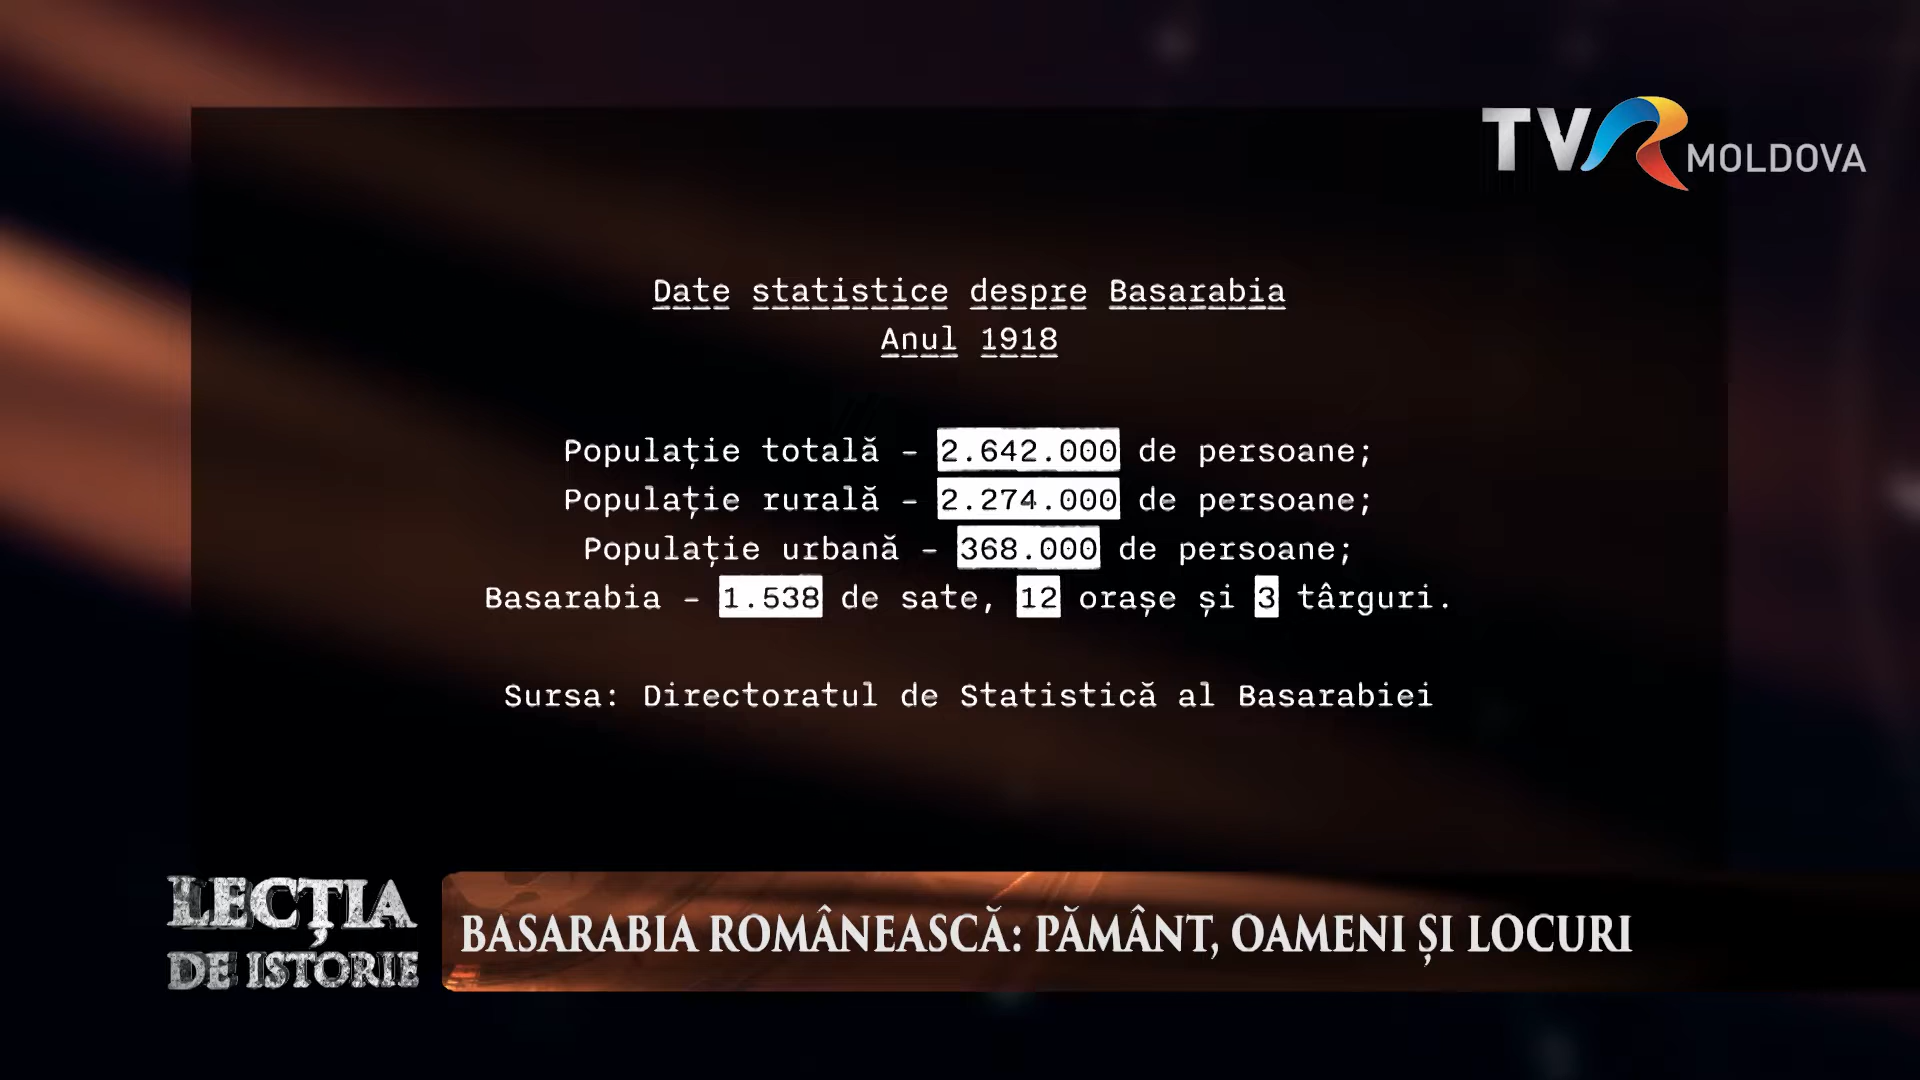 TVR MOLDOVA
Date statistice despre Basarabia
Anul 1918
Populație totală – 2.642.000 de persoane;
Populație rurală – 2.274.000 de persoane;
Populație urbană – 368.000 de persoane;
Basarabia – 1.538 de sate, 12 orașe și 3 târguri.
Sursa: Directoratul de Statistică al Basarabiei
LECȚIA
DE ISTORIE
BASARABIA ROMÂNEASCĂ: PĂMÂNT, OAMENI ȘI LOCURI